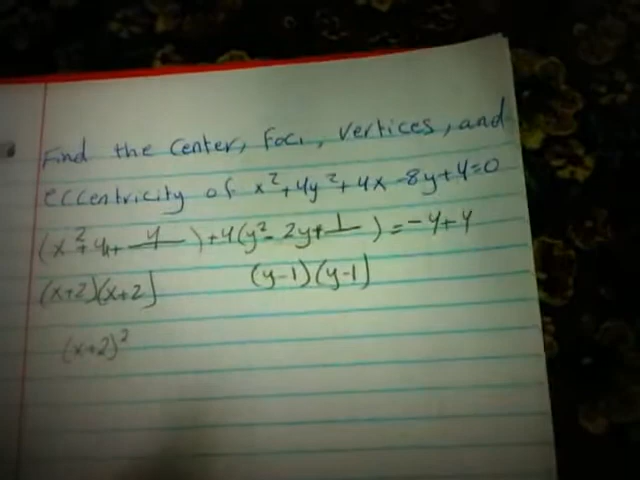 Find the Center, Foci, Vertices, and
eccentricity of x²+4y²+4x-8y+4=0
(x²+4x+ 4 )+4(y²-2y+ 1 )=-4+4
(x+2)(x+2) (y-1)(y-1)
(x+2)²